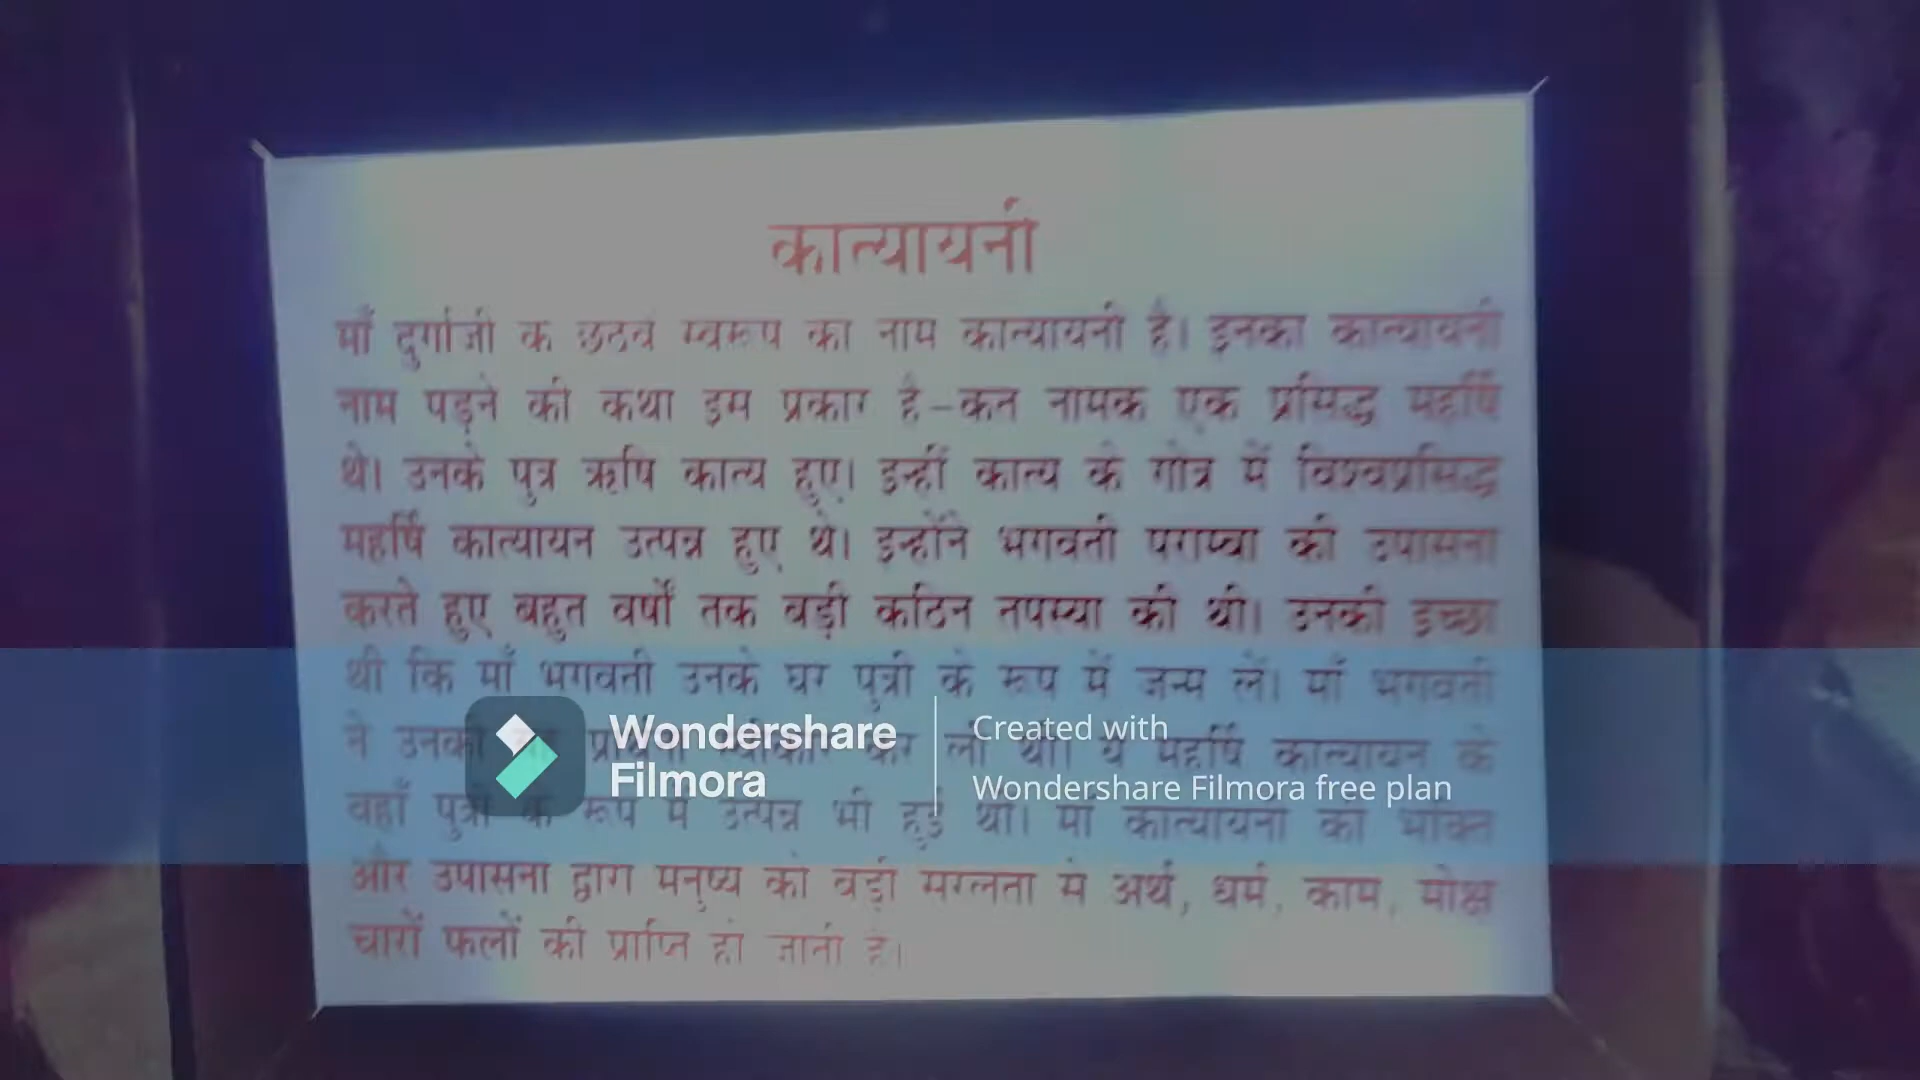 कात्यायनी
माँ दुर्गाजी के छठवें स्वरूप का नाम कात्यायनी है। इनका कात्यायनी
नाम पड़ने की कथा इस प्रकार है–कत नामक एक प्रसिद्ध महर्षि
थे। उनके पुत्र ऋषि कात्य हुए। इन्हीं कात्य के गोत्र में विश्वप्रसिद्ध
महर्षि कात्यायन उत्पन्न हुए थे। इन्होंने भगवती पराम्बा की उपासना
करते हुए बहुत वर्षों तक बड़ी कठिन तपस्या की थी। उनकी इच्छा
थी कि माँ भगवती उनके घर पुत्री के रूप में जन्म लें। माँ भगवती
ने उनकी स्वीकार कर ली थी। ये महर्षि कात्यायन के
वहाँ पुत्री के रूप में उत्पन्न भी हुई थीं। माँ कात्यायनी की भक्ति
और उपासना द्वारा मनुष्य को बड़ी सरलता से अर्थ, धर्म, काम, मोक्ष
चारों फलों की प्राप्ति हो जाती है।
Wondershare Filmora
Created with
Wondershare Filmora free plan